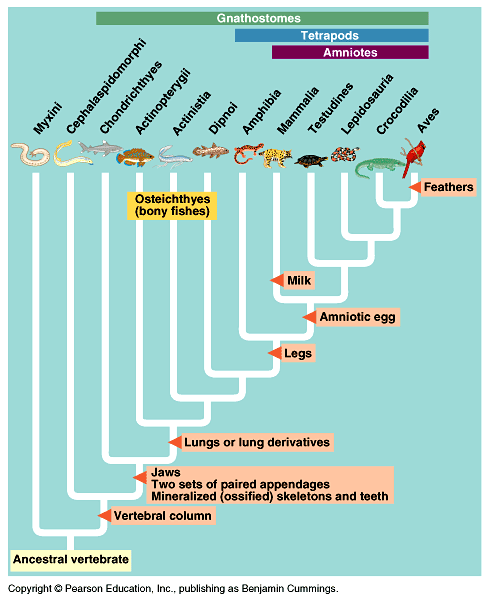 Gnathostomes
Tetrapods
Amniotes
Myxini
Cephalaspidomorphi
Chondrichthyes
Actinopterygii
Actinistia
Dipnoi
Amphibia
Mammalia
Testudines
Lepidosauria
Crocodilia
Aves
Feathers
Osteichthyes
(bony fishes)
Milk
Amniotic egg
Legs
Lungs or lung derivatives
Jaws
Two sets of paired appendages
Mineralized (ossified) skeletons and teeth
Vertebral column
Ancestral vertebrate
Copyright © Pearson Education, Inc., publishing as Benjamin Cummings.